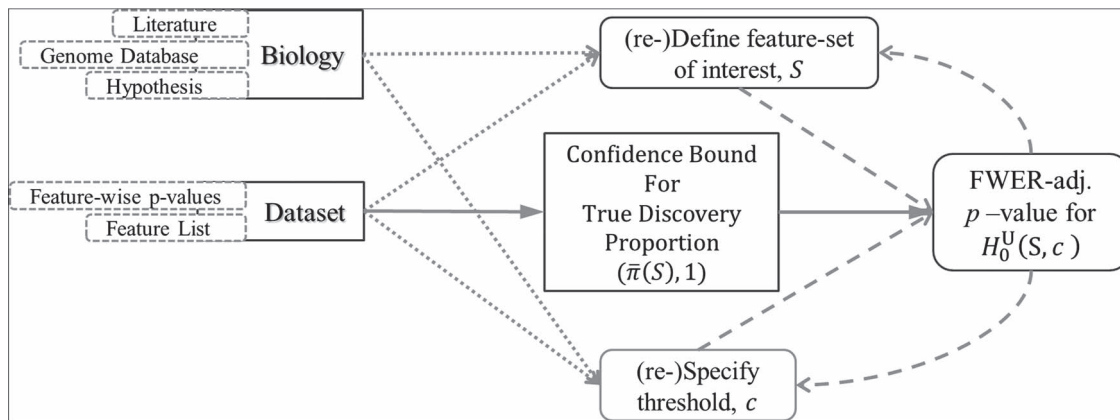 Literature
Genome Database
Hypothesis
Biology
(re-)Define feature-set
of interest, S
Feature-wise p-values
Feature List
Dataset
Confidence Bound
For
True Discovery
Proportion
(π̄(S), 1)
FWER-adj.
p –value for
H₀ᵁ(S, c )
(re-)Specify
threshold, c